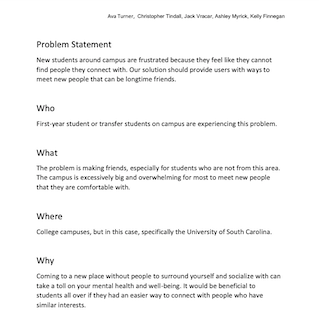 Ava Turner, Christopher Tindall, Jack Vracar, Ashley Myrick, Kelly Finnegan
Problem Statement
New students around campus are frustrated because they feel like they cannot
find people they connect with. Our solution should provide users with ways to
meet new people that can be longtime friends.
Who
First-year student or transfer students on campus are experiencing this problem.
What
The problem is making friends, especially for students who are not from this area.
The campus is excessively big and overwhelming for most to meet new people
that they are comfortable with.
Where
College campuses, but in this case, specifically the University of South Carolina.
Why
Coming to a new place without people to surround yourself and socialize with can
take a toll on your mental health and well-being. It would be beneficial to
students all over if they had an easier way to connect with people who have
similar interests.